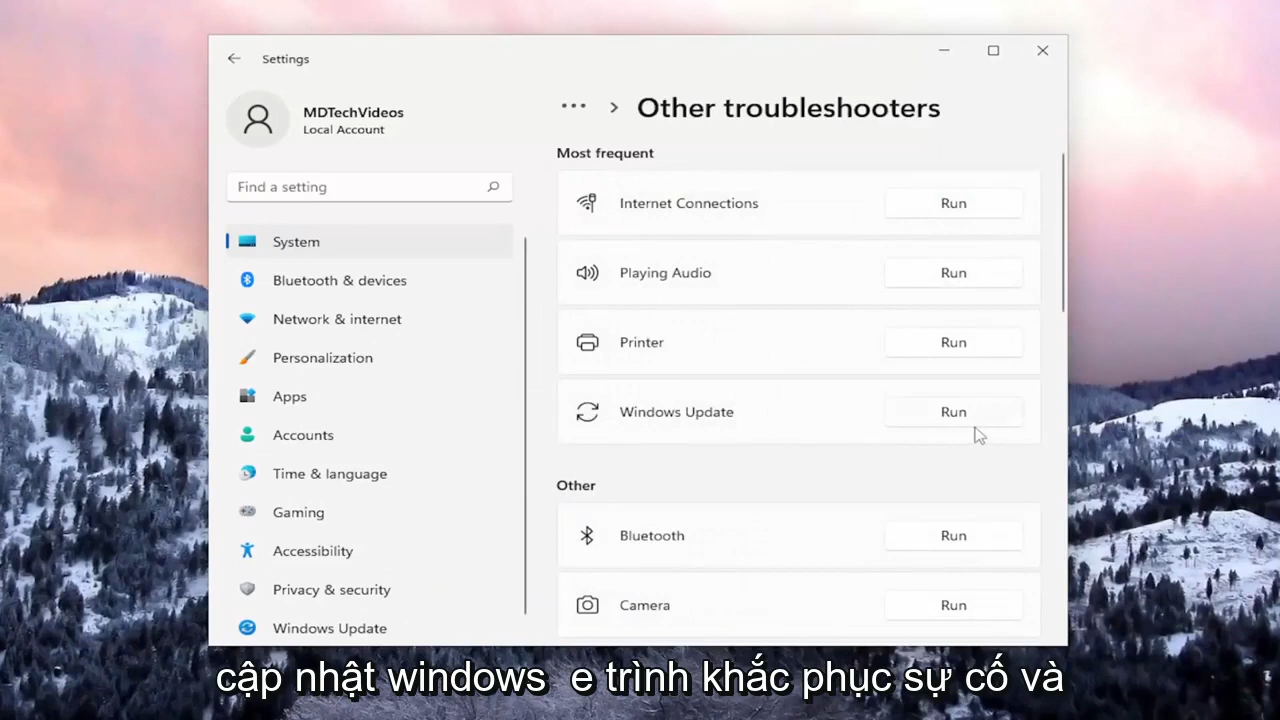 Settings
MDTechVideos
Local Account
Find a setting
System
Bluetooth & devices
Network & internet
Personalization
Apps
Accounts
Time & language
Gaming
Accessibility
Privacy & security
Windows Update
... > Other troubleshooters
Most frequent
Internet Connections Run
Playing Audio Run
Printer Run
Windows Update Run
Other
Bluetooth Run
Camera Run
cập nhật windows e trình khắc phục sự cố và